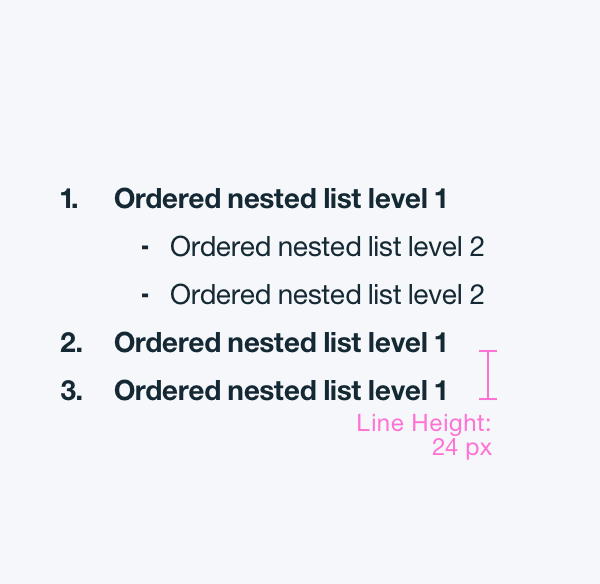 1. Ordered nested list level 1
- Ordered nested list level 2
- Ordered nested list level 2
2. Ordered nested list level 1
3. Ordered nested list level 1
Line Height:
24 px